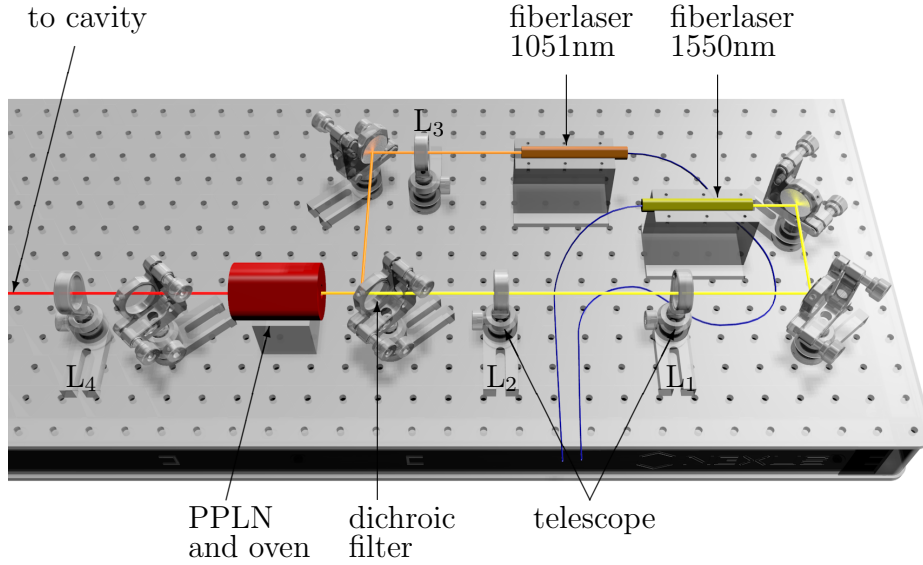 to cavity
fiberlaser
1051nm
fiberlaser
1550nm
L3
L4
L2
L1
PPLN
and oven
dichroic
filter
telescope